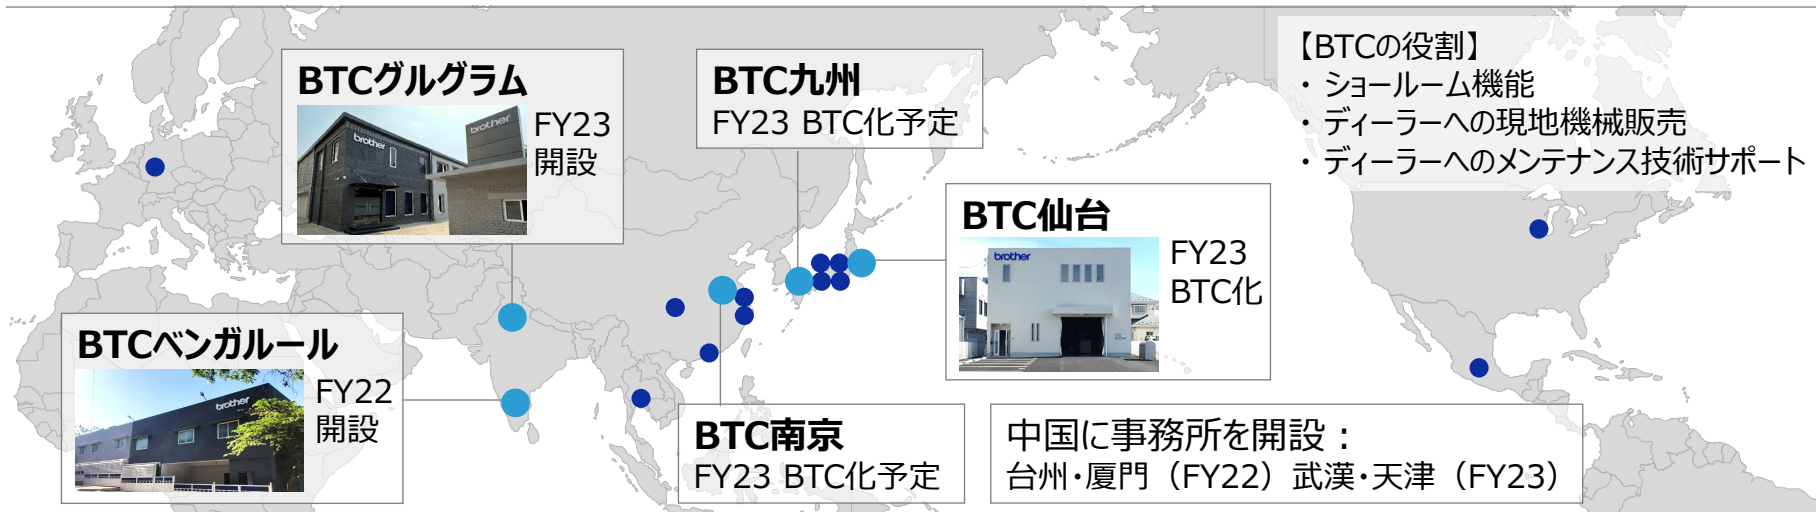 BTCグルグラム
brother
brother
FY23
開設
BTC九州
FY23 BTC化予定
【BTCの役割】
・ ショールーム機能
・ ディーラーへの現地機械販売
・ ディーラーへのメンテナンス技術サポート
BTC仙台
brother
FY23
BTC化
BTCベンガルール
brother
FY22
開設
BTC南京
FY23 BTC化予定
中国に事務所を開設：
台州・厦門（FY22）武漢・天津（FY23）